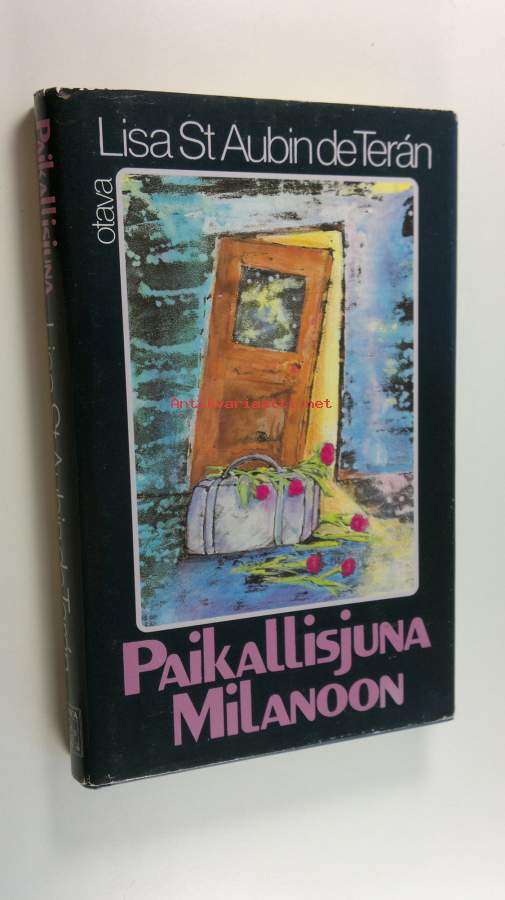 Lisa St Aubin de Terán
otava
Antikvariaatti.net
PAIKALLISJUNA
MILANOON
PAIKALLISJUNA Lisa St Aubin de Terán